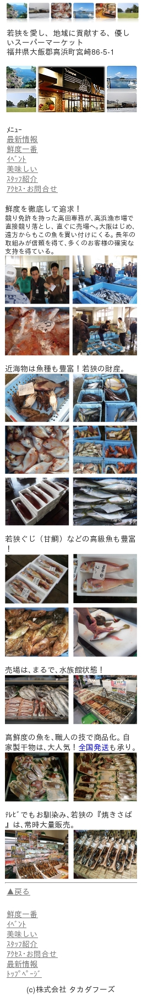 若狭を愛し、地域に貢献する、優し
いスーパーマーケット
福井県大飯郡高浜町宮崎86-5-1
ﾒﾆｭｰ
最新情報
鮮度一番
ｲﾍﾞﾝﾄ
美味しい
ｽﾀｯﾌ紹介
ｱｸｾｽ･お問合せ
鮮度を徹底して追求！
競り免許を持った高田専務が､高浜漁市場で
直接競り落とし、直ぐに売場へ｡大阪はじめ、
遠方からもこの魚を買い付けにくる。長年の
取組みが信頼を得て､多くのお客様の確実な
支持を得ている。
近海物は魚種も豊富！若狭の財産。
若狭ぐじ（甘鯛）などの高級魚も豊富
！
売場は､まるで､水族館状態！
高鮮度の魚を､職人の技で商品化。自
家製干物は､大人気！全国発送も承り。
ﾃﾚﾋﾞでもお馴染み､若狭の『焼きさば
』は､常時大量販売。
▲戻る
鮮度一番
ｲﾍﾞﾝﾄ
美味しい
ｽﾀｯﾌ紹介
ｱｸｾｽ･お問合せ
最新情報
ﾄｯﾌﾟﾍﾟｰｼﾞ
(c)株式会社 タカダフーズ